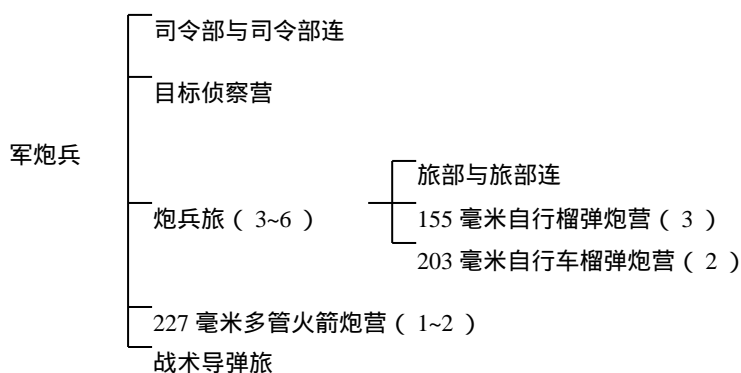 司令部与司令部连
目标侦察营
军炮兵
旅部与旅部连
炮兵旅（ 3~6 ）
155 毫米自行榴弹炮营（ 3 ）
203 毫米自行车榴弹炮营（ 2 ）
227 毫米多管火箭炮营（ 1~2 ）
战术导弹旅